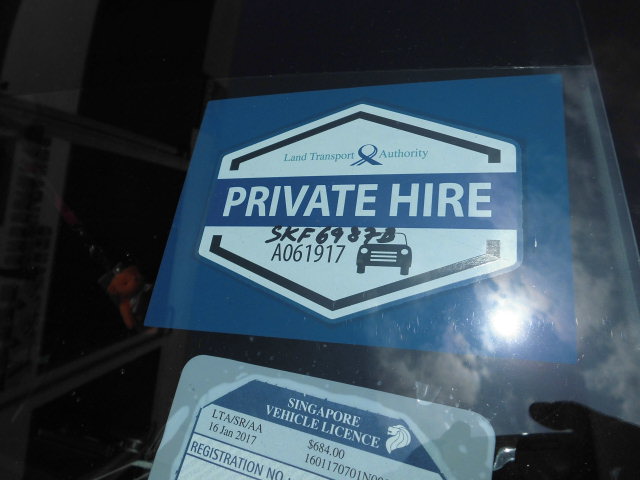 Land Transport Authority
PRIVATE HIRE
SKF6987B
A061917
SINGAPORE
VEHICLE LICENCE
LTA/SR/AA
16 Jan 2017
$684.00
REGISTRATION NO